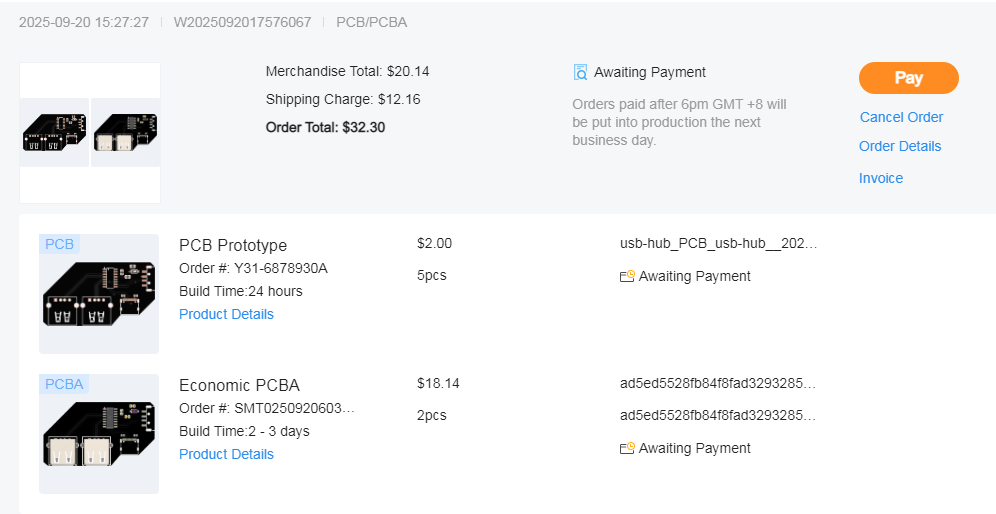 2025-09-20 15:27:27 | W2025092017576067 | PCB/PCBA
Merchandise Total: $20.14
Shipping Charge: $12.16
Order Total: $32.30
Awaiting Payment
Orders paid after 6pm GMT +8 will
be put into production the next
business day.
Pay
Cancel Order
Order Details
Invoice
PCB
PCB Prototype
Order #: Y31-6878930A
Build Time:24 hours
Product Details
$2.00
5pcs
usb-hub_PCB_usb-hub__202...
Awaiting Payment
PCBA
Economic PCBA
Order #: SMT0250920603...
Build Time:2 - 3 days
Product Details
$18.14
2pcs
ad5ed5528fb84f8fad3293285...
ad5ed5528fb84f8fad3293285...
Awaiting Payment